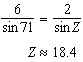 6/sin 71 = 2/sin Z
Z ≈ 18.4